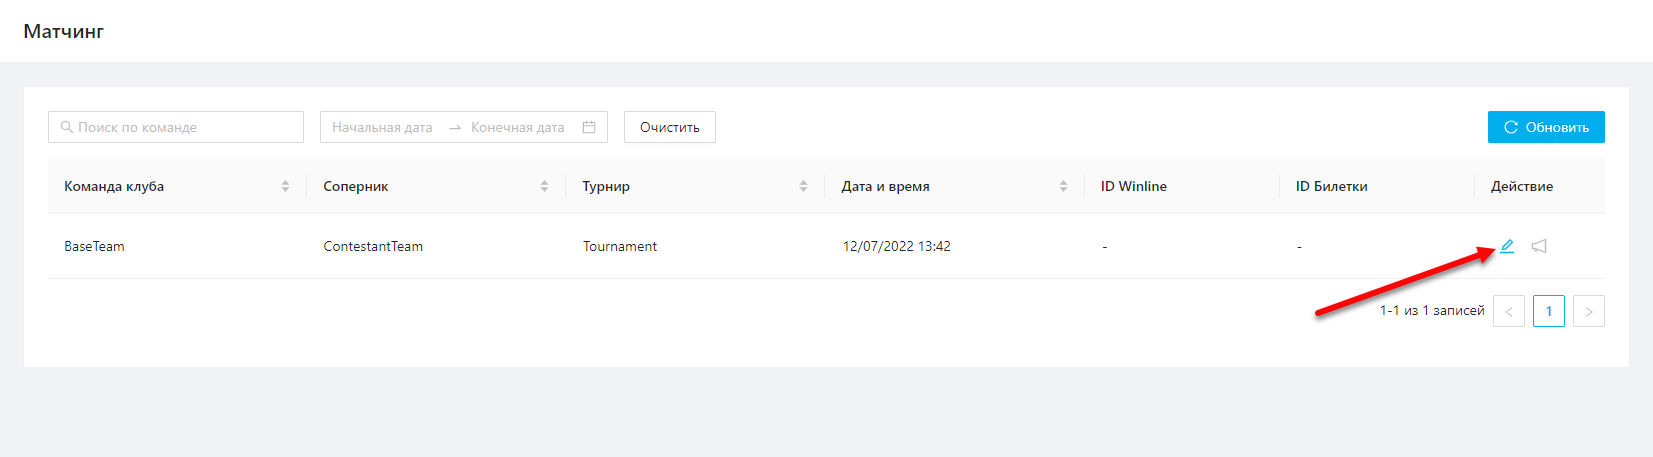 Матчинг
Поиск по команде Начальная дата Конечная дата Очистить Обновить
Команда клуба Соперник Турнир Дата и время ID Winline ID Билетки Действие
BaseTeam ContestantTeam Tournament 12/07/2022 13:42 - -
1-1 из 1 записей 1